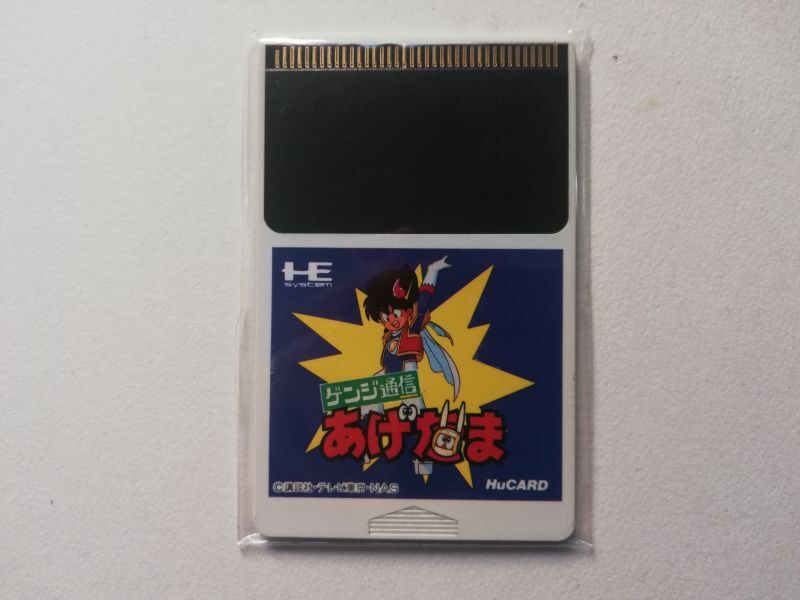 HE
system
ゲンジ通信
あげだま
©講談社・テレビ東京・NAS
HuCARD